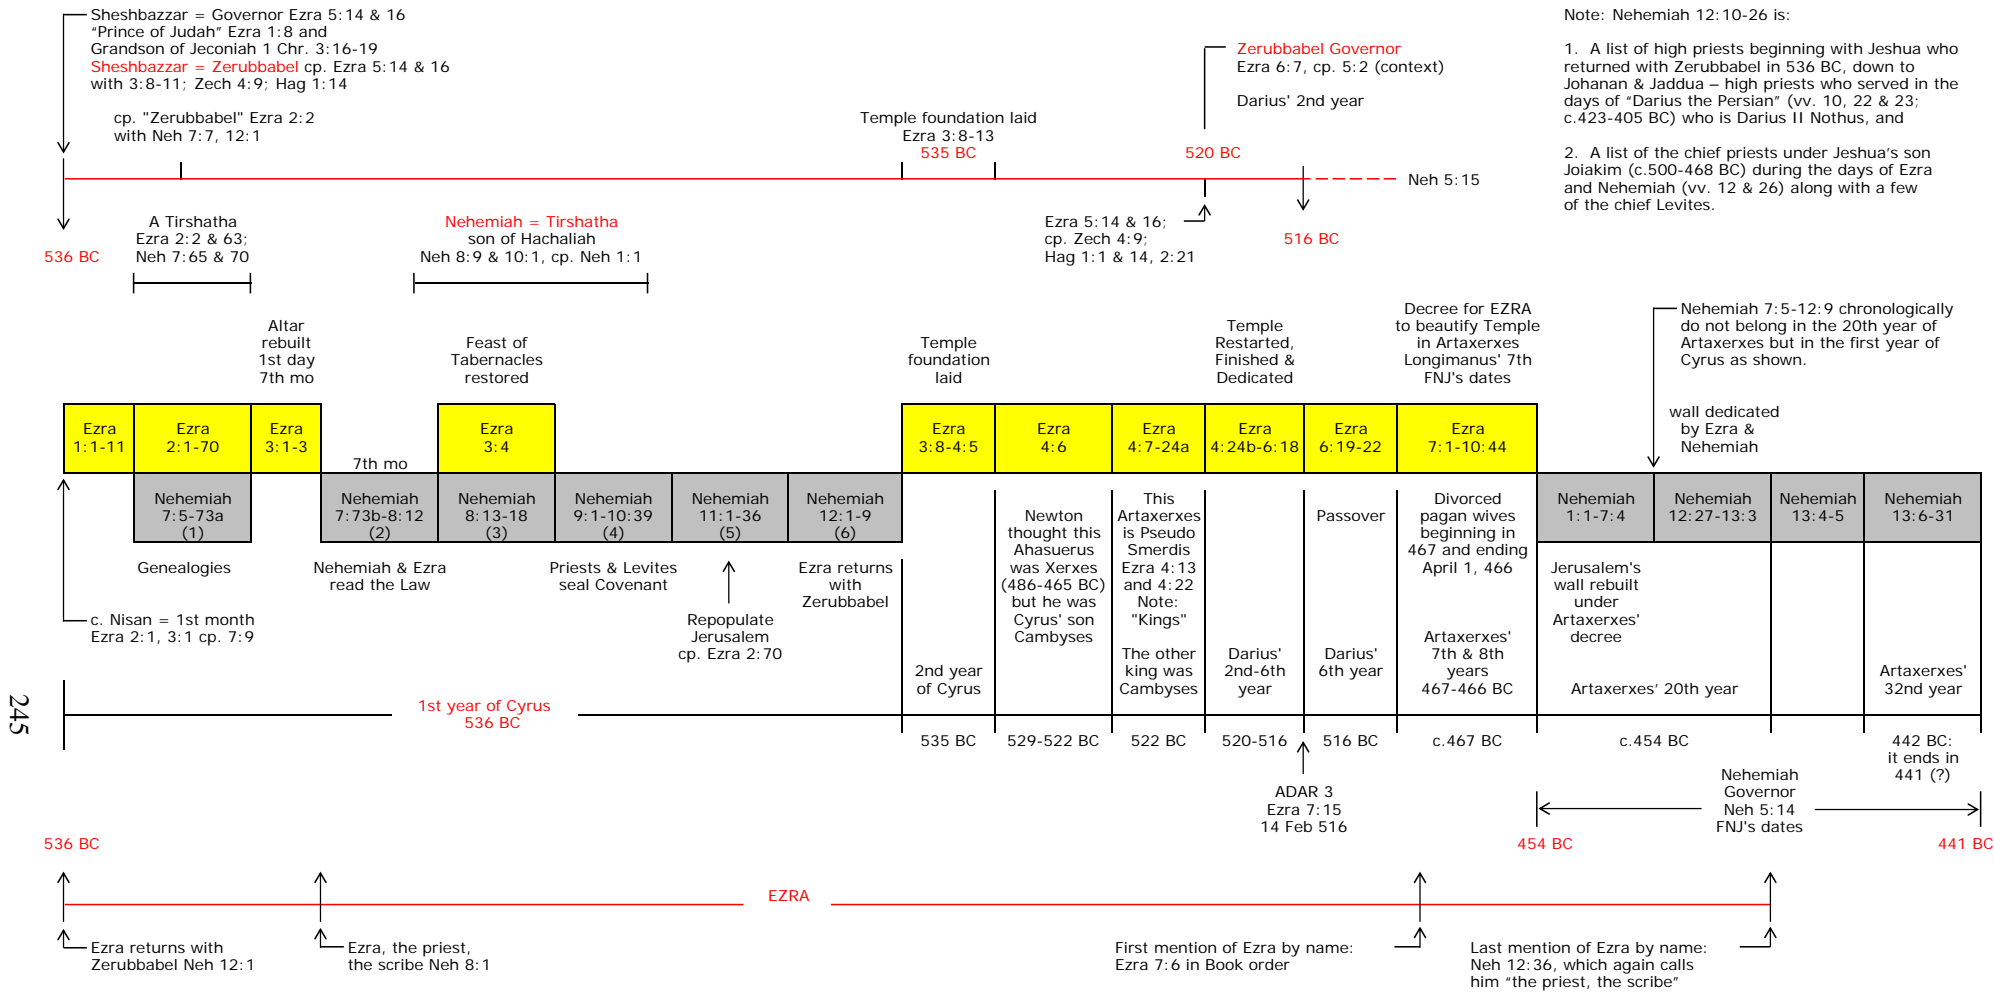 Sheshbazzar = Governor Ezra 5:14 & 16
"Prince of Judah" Ezra 1:8 and
Grandson of Jeconiah 1 Chr. 3:16-19
Sheshbazzar = Zerubbabel cp. Ezra 5:14 & 16
with 3:8-11; Zech 4:9; Hag 1:14
cp. "Zerubbabel" Ezra 2:2
with Neh 7:7, 12:1
Temple foundation laid
Ezra 3:8-13
535 BC
Zerubbabel Governor
Ezra 6:7, cp. 5:2 (context)
Darius' 2nd year
520 BC
Note: Nehemiah 12:10-26 is:
1. A list of high priests beginning with Jeshua who
returned with Zerubbabel in 536 BC, down to
Johanan & Jaddua – high priests who served in the
days of "Darius the Persian" (vv. 10, 22 & 23;
c.423-405 BC) who is Darius II Nothus, and
2. A list of the chief priests under Jeshua's son
Joiakim (c.500-468 BC) during the days of Ezra
and Nehemiah (vv. 12 & 26) along with a few
of the chief Levites.
Neh 5:15
536 BC
A Tirshatha
Ezra 2:2 & 63;
Neh 7:65 & 70
Nehemiah = Tirshatha
son of Hachaliah
Neh 8:9 & 10:1, cp. Neh 1:1
Ezra 5:14 & 16;
cp. Zech 4:9;
Hag 1:1 & 14, 2:21
516 BC
Altar
rebuilt
1st day
7th mo
Feast of
Tabernacles
restored
Temple
foundation
laid
Temple
Restarted,
Finished &
Dedicated
Decree for EZRA
to beautify Temple
in Artaxerxes
Longimanus' 7th
FNJ's dates
Nehemiah 7:5-12:9 chronologically
do not belong in the 20th year of
Artaxerxes but in the first year of
Cyrus as shown.
wall dedicated
by Ezra &
Nehemiah
Ezra
1:1-11
Ezra
2:1-70
Ezra
3:1-3
7th mo
Ezra
3:4
Ezra
3:8-4:5
Ezra
4:6
Ezra
4:7-24a
Ezra
4:24b-6:18
Ezra
6:19-22
Ezra
7:1-10:44
Nehemiah
7:5-73a
(1)
Nehemiah
7:73b-8:12
(2)
Nehemiah
8:13-18
(3)
Nehemiah
9:1-10:39
(4)
Nehemiah
11:1-36
(5)
Nehemiah
12:1-9
(6)
Nehemiah
1:1-7:4
Nehemiah
12:27-13:3
Nehemiah
13:4-5
Nehemiah
13:6-31
Genealogies
Nehemiah & Ezra
read the Law
Priests & Levites
seal Covenant
Repopulate
Jerusalem
cp. Ezra 2:70
Ezra returns
with
Zerubbabel
c. Nisan = 1st month
Ezra 2:1, 3:1 cp. 7:9
Newton
thought this
Ahasuerus
was Xerxes
(486-465 BC)
but he was
Cyrus' son
Cambyses
This
Artaxerxes
is Pseudo
Smerdis
Ezra 4:13
and 4:22
Note:
"Kings"
The other
king was
Cambyses
Passover
Divorced
pagan wives
beginning in
467 and ending
April 1, 466
Jerusalem's
wall rebuilt
under
Artaxerxes'
decree
2nd year
of Cyrus
Darius'
2nd-6th
year
Darius'
6th year
Artaxerxes'
7th & 8th
years
467-466 BC
Artaxerxes' 20th year
Artaxerxes'
32nd year
1st year of Cyrus
536 BC
535 BC
529-522 BC
522 BC
520-516
516 BC
c.467 BC
c.454 BC
442 BC:
it ends in
441 (?)
ADAR 3
Ezra 7:15
14 Feb 516
Nehemiah
Governor
Neh 5:14
FNJ's dates
536 BC
454 BC
441 BC
EZRA
Ezra returns with
Zerubbabel Neh 12:1
Ezra, the priest,
the scribe Neh 8:1
First mention of Ezra by name:
Ezra 7:6 in Book order
Last mention of Ezra by name:
Neh 12:36, which again calls
him "the priest, the scribe"
245